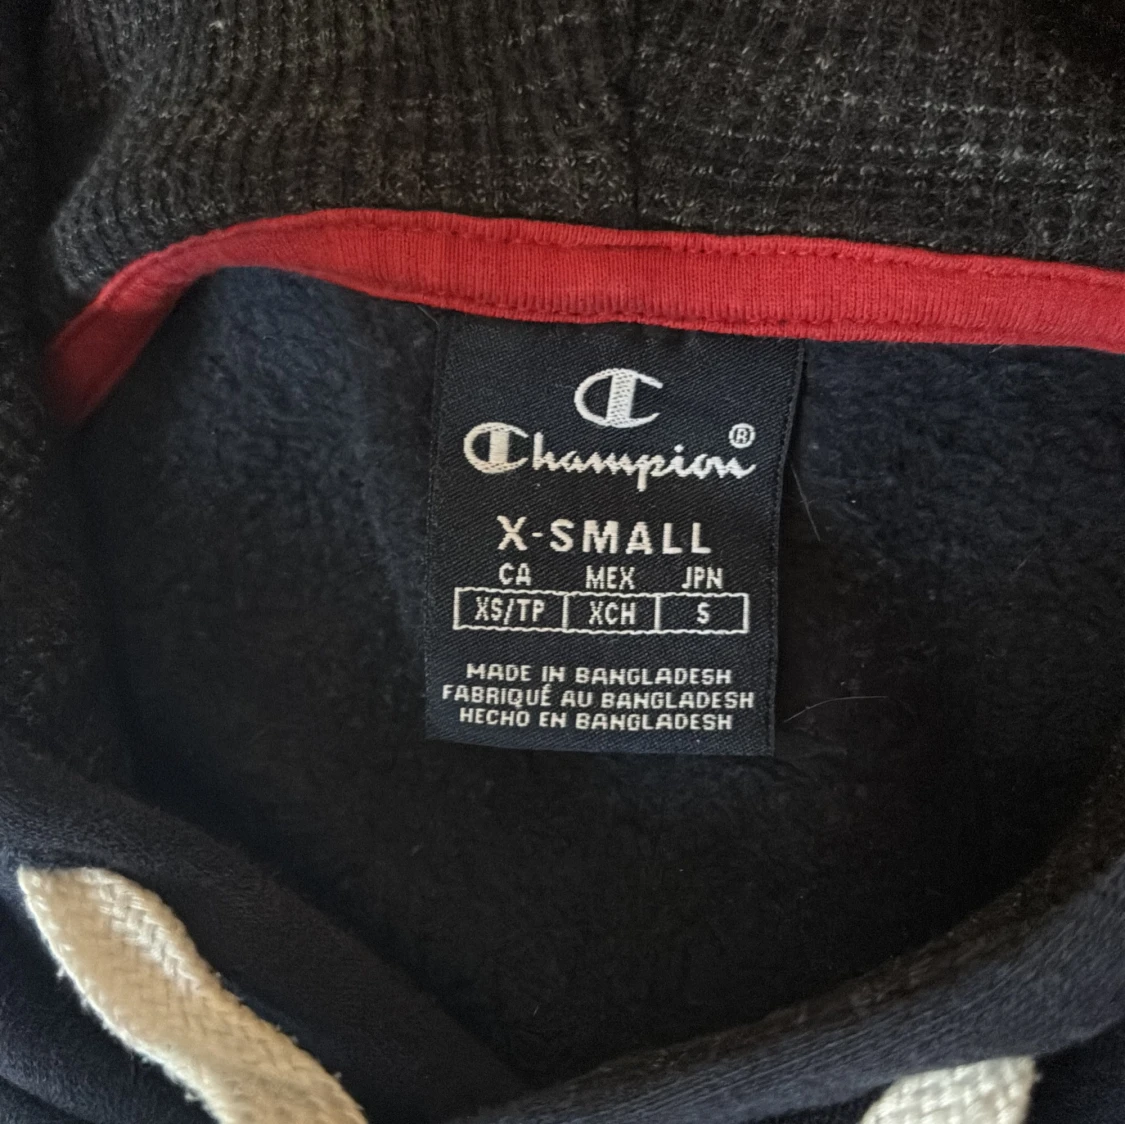 Champion®
X-SMALL
CA MEX JPN
XS/TP XCH S
MADE IN BANGLADESH
FABRIQUÉ AU BANGLADESH
HECHO EN BANGLADESH